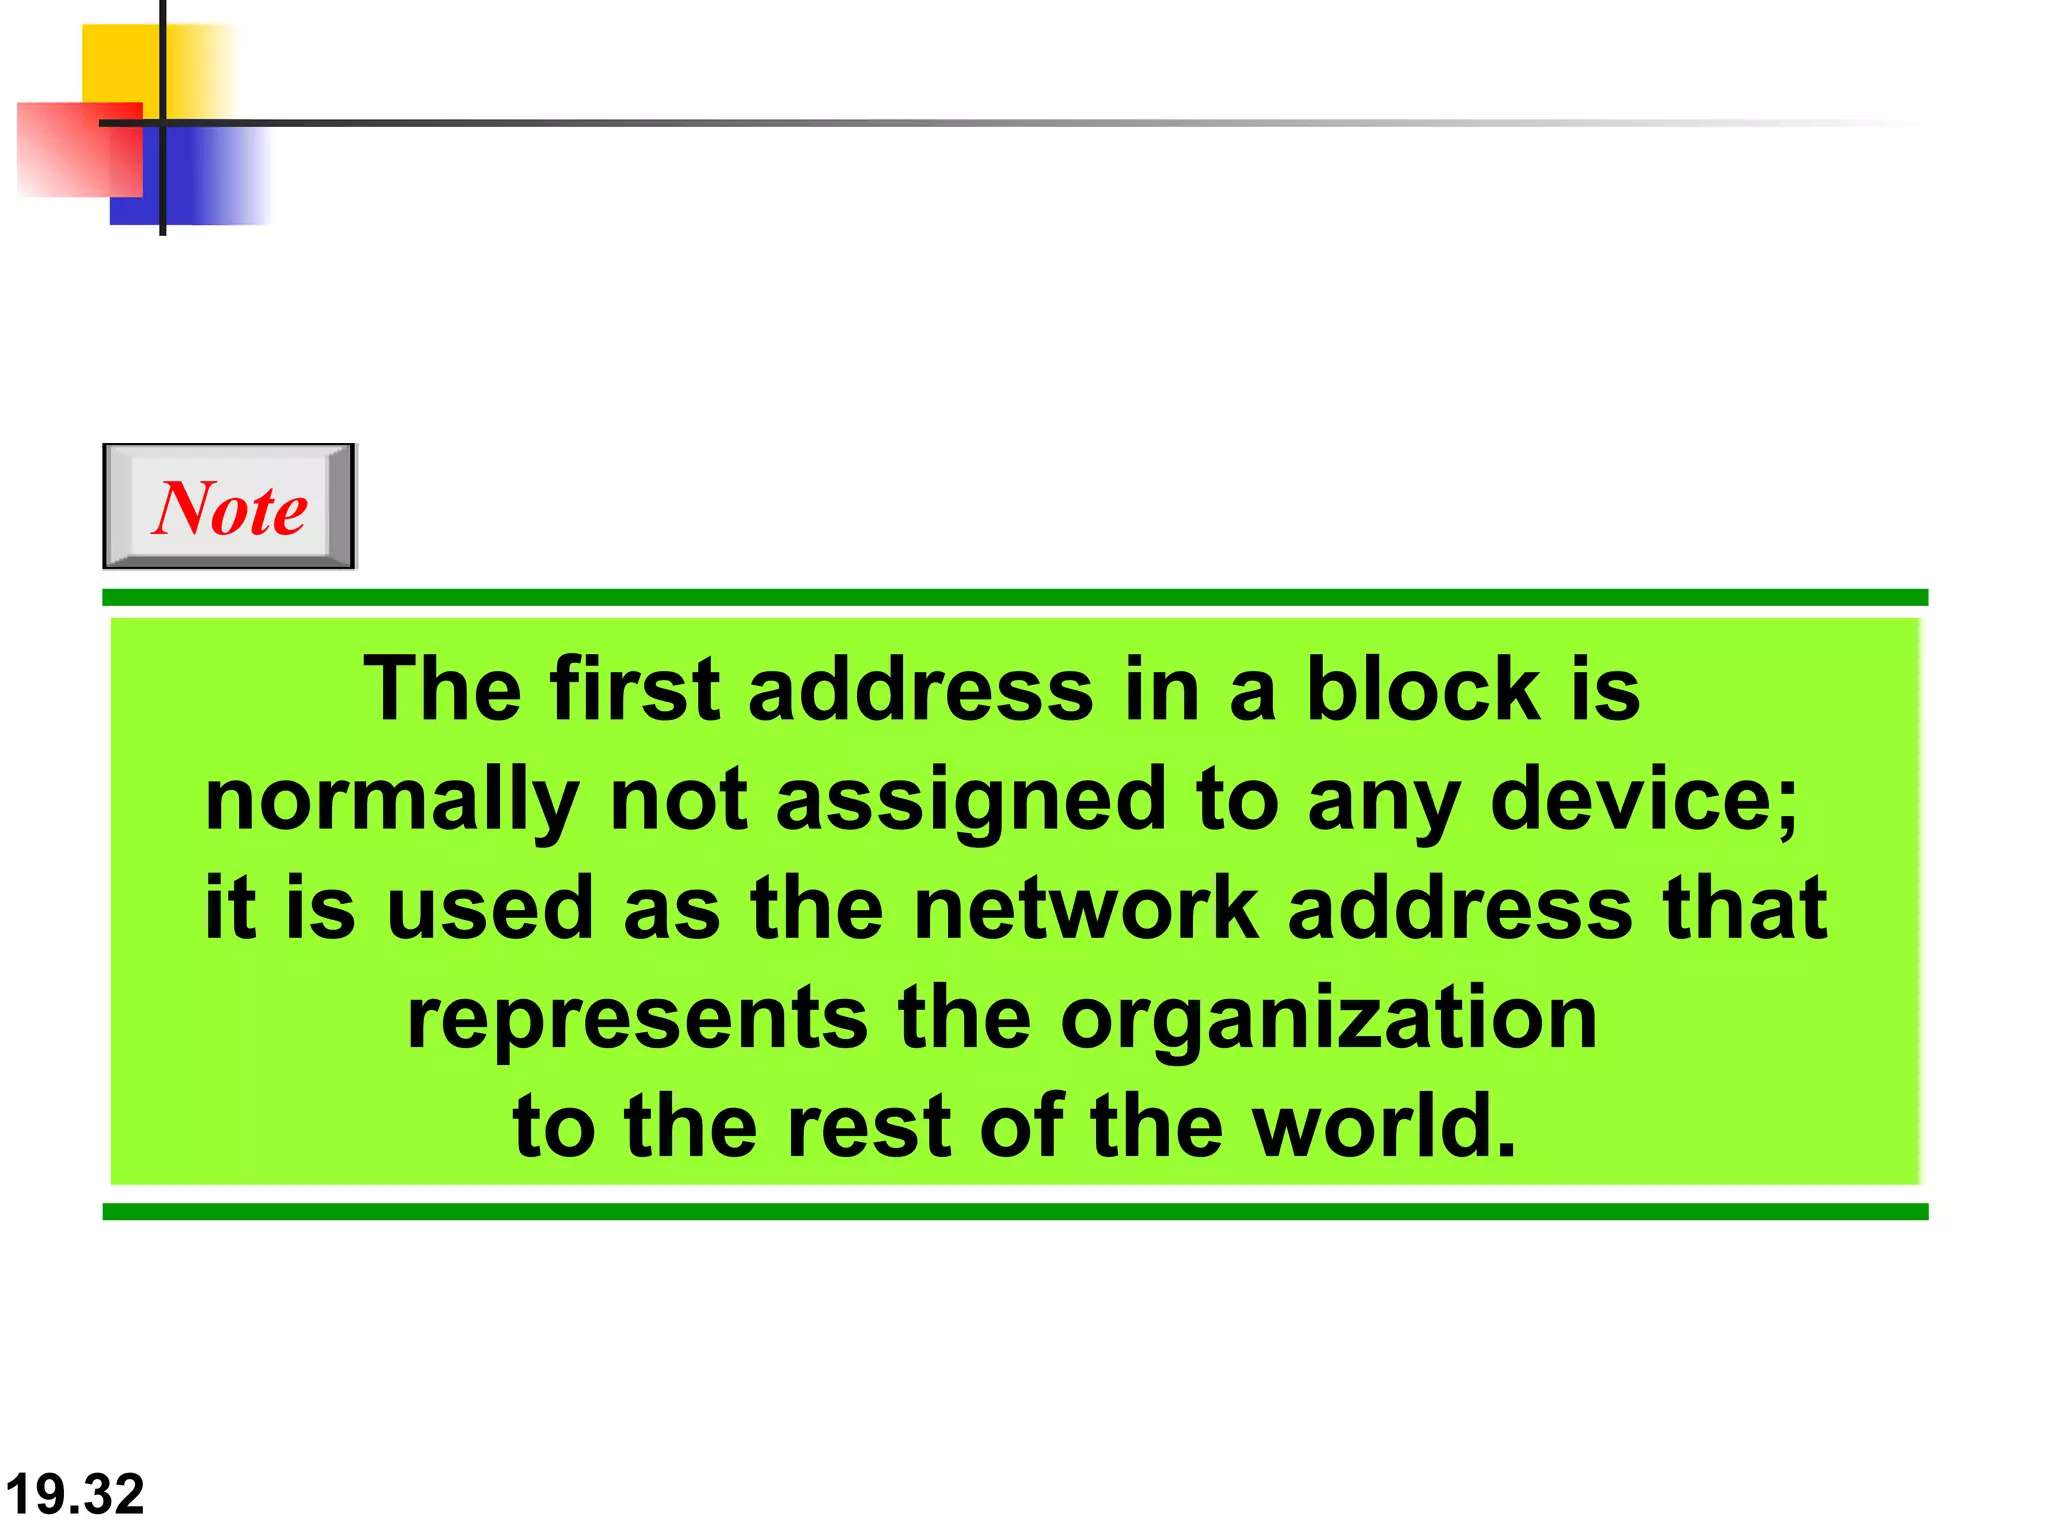 Note
The first address in a block is
normally not assigned to any device;
it is used as the network address that
represents the organization
to the rest of the world.
19.32